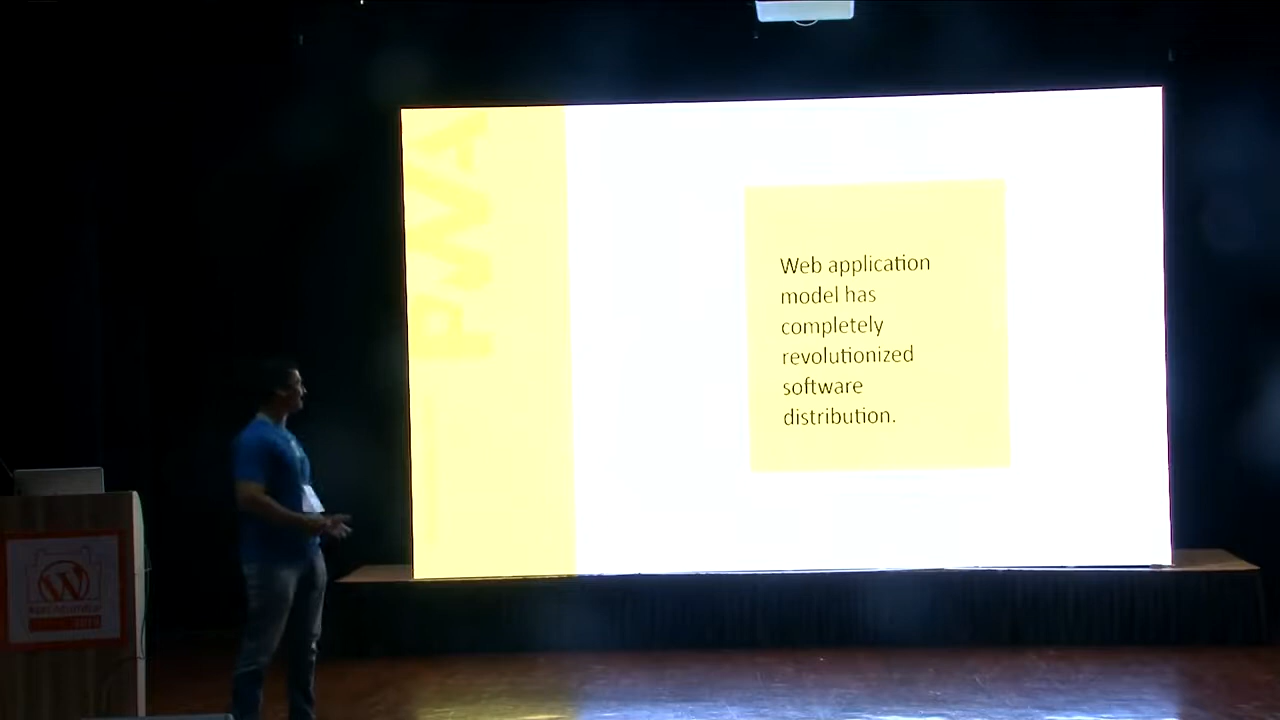 PWA
Web application
model has
completely
revolutionized
software
distribution.
W